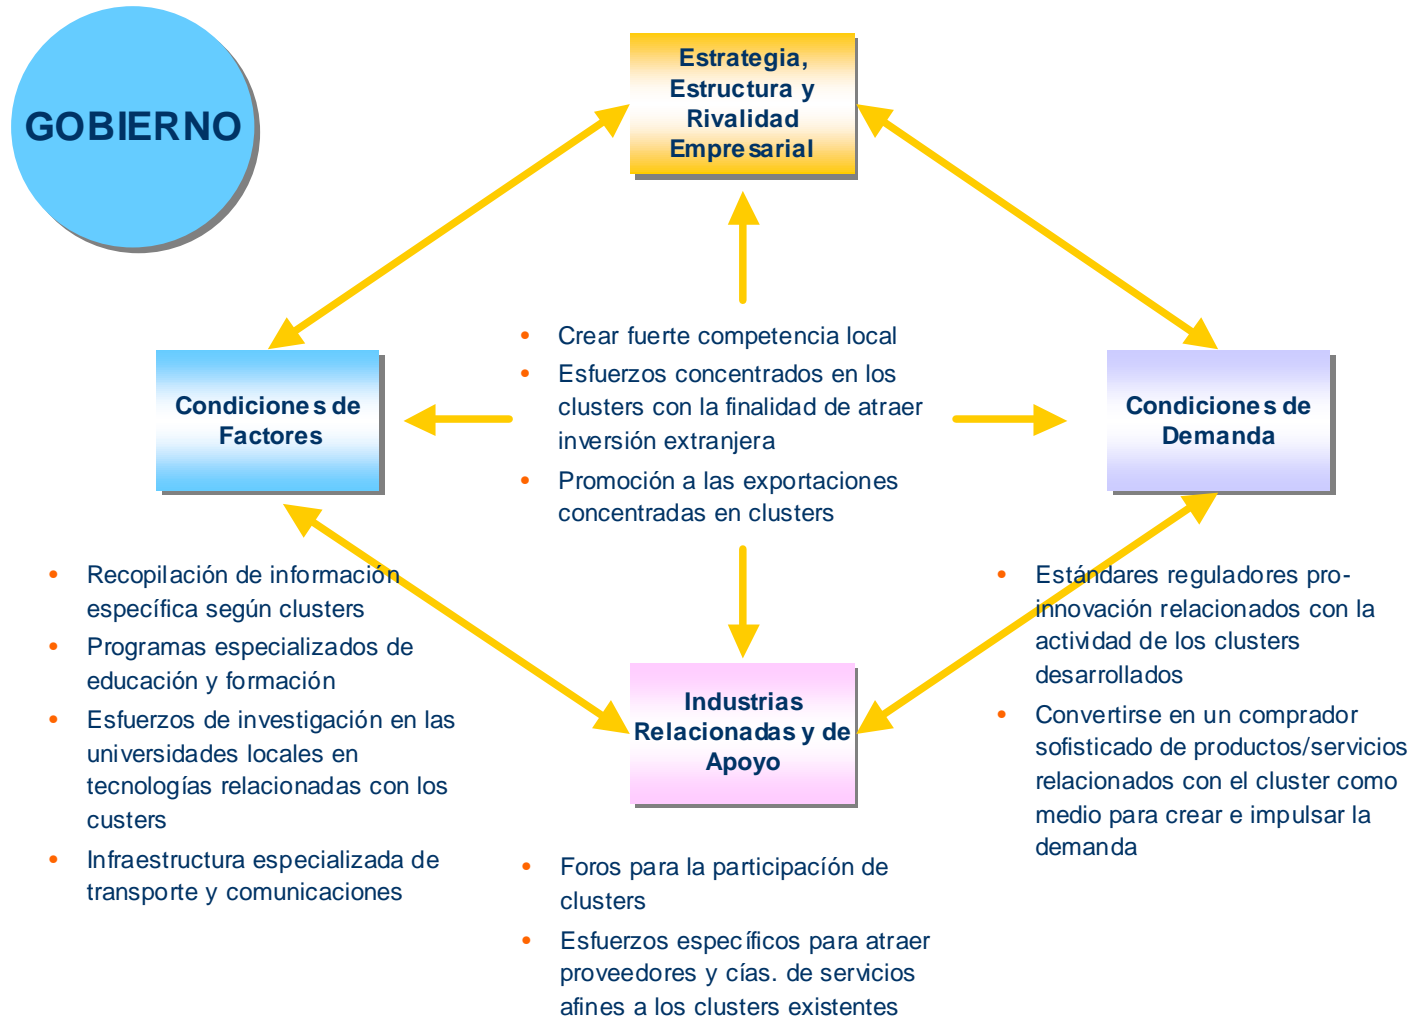 GOBIERNO
Estrategia,
Estructura y
Rivalidad
Empresarial
• Crear fuerte competencia local
• Esfuerzos concentrados en los
clusters con la finalidad de atraer
inversión extranjera
• Promoción a las exportaciones
concentradas en clusters
Condiciones de
Factores
Condiciones de
Demanda
• Recopilación de información
específica según clusters
• Programas especializados de
educación y formación
• Esfuerzos de investigación en las
universidades locales en
tecnologías relacionadas con los
custers
• Infraestructura especializada de
transporte y comunicaciones
Industrias
Relacionadas y de
Apoyo
• Estándares reguladores pro-
innovación relacionados con la
actividad de los clusters
desarrollados
• Convertirse en un comprador
sofisticado de productos/servicios
relacionados con el cluster como
medio para crear e impulsar la
demanda
• Foros para la participacíón de
clusters
• Esfuerzos específicos para atraer
proveedores y cías. de servicios
afines a los clusters existentes